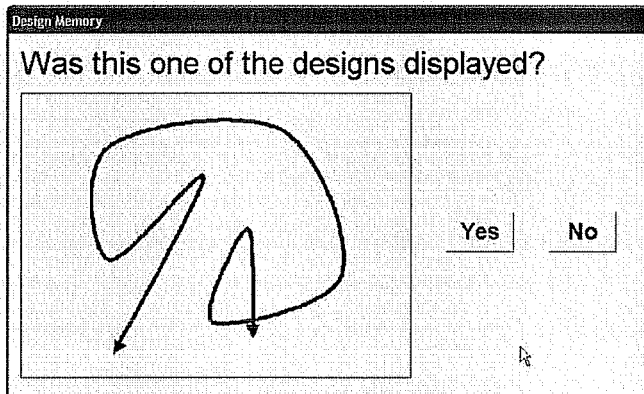 Design Memory
Was this one of the designs displayed?
Yes No